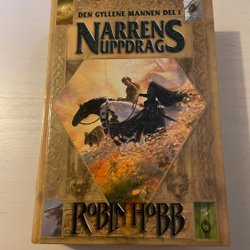 DEN GYLLENE MANNEN DEL 1
NARRENS
UPPDRAG
ROBIN HOBB